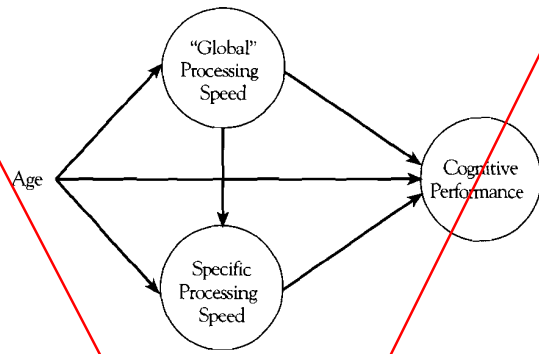 "Global"
Processing
Speed
Age
Cognitive
Performance
Specific
Processing
Speed